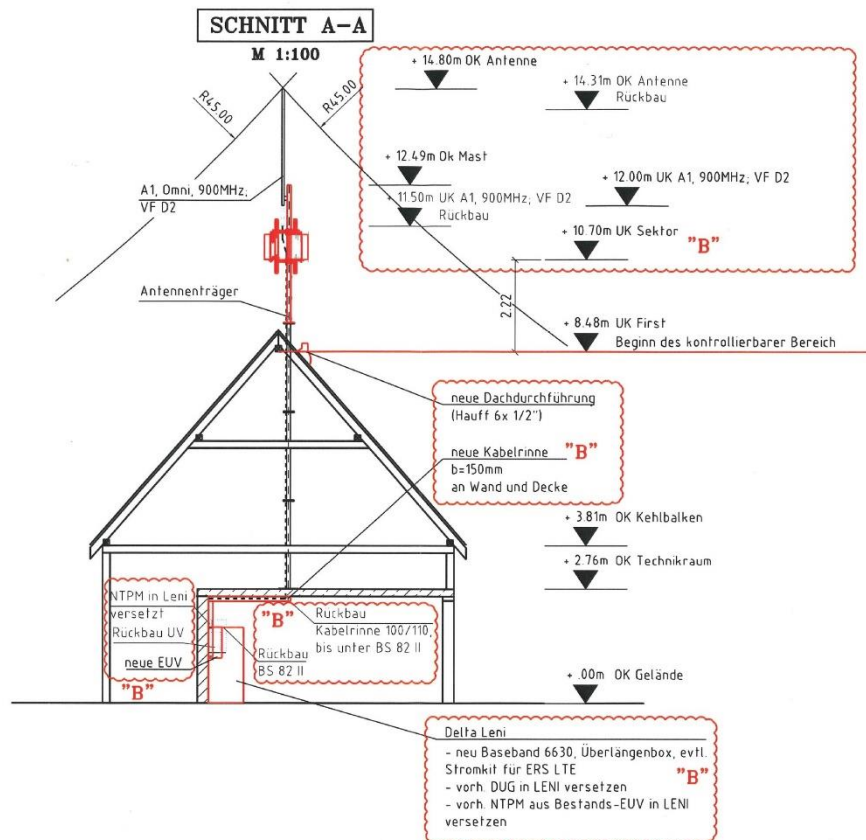 SCHNITT A-A
M 1:100
R45.00
R45.00
+ 14.80m OK Antenne
+ 14.31m OK Antenne
Rückbau
+ 12.49m Ok Mast
+ 12.00m UK A1, 900MHz; VF D2
+11.50m UK A1, 900MHz; VF D2
Rückbau
+ 10.70m UK Sektor
"B"
A1, Omni, 900MHz;
VF D2
Antennenträger
2.22
+ 8.48m UK First
Beginn des kontrollierbarer Bereich
neue Dachdurchführung
(Hauff 6x 1/2")
neue Kabelrinne
"B"
b=150mm
an Wand und Decke
+ 3.81m OK Kehlbalken
+ 2.76m OK Technikraum
NTPM in Leni
versetzt
Rückbau UV
neue EUV
"B"
"B"
Rückbau
Kabelrinne 100/110,
bis unter BS 82 II
Rückbau
BS 82 II
+ .00m OK Gelände
Delta Leni
- neu Baseband 6630, Überlängenbox, evtl.
Stromkit für ERS LTE
"B"
- vorh. DUG in LENI versetzen
- vorh. NTPM aus Bestands-EUV in LENI
versetzen